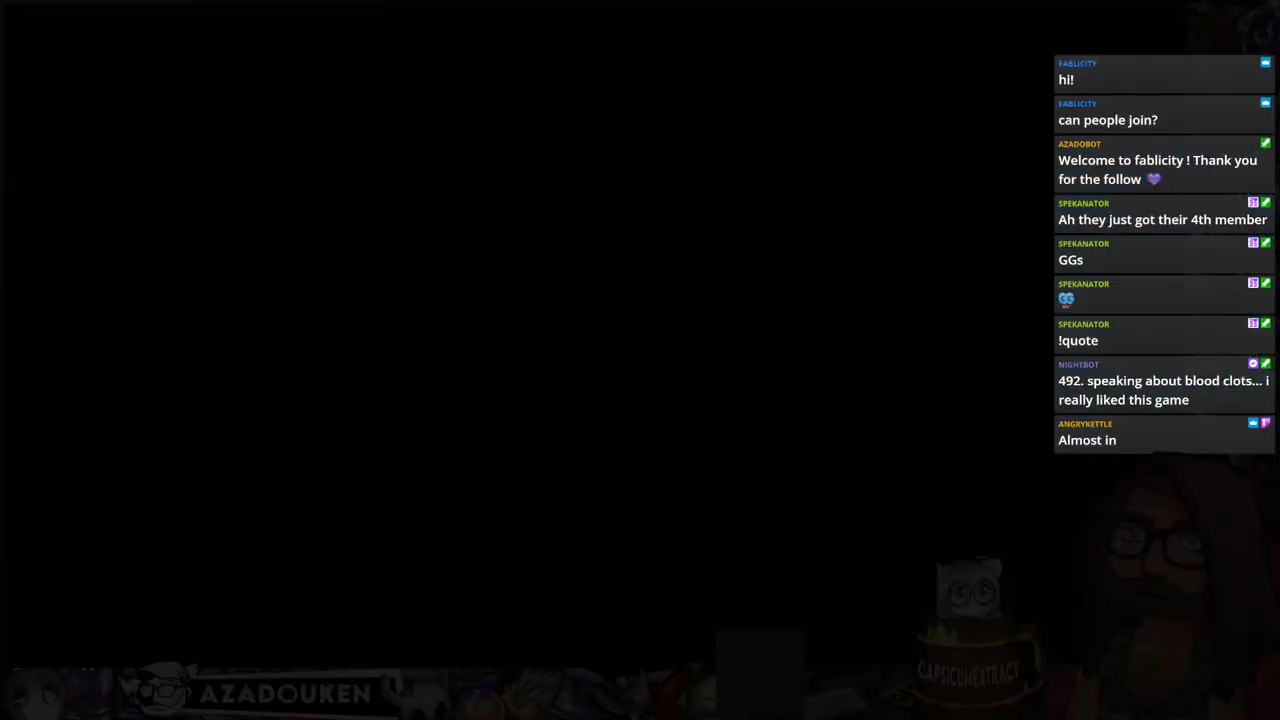 FABLICITY
hi!
FABLICITY
can people join?
AZADOBOT
Welcome to fablicity ! Thank you
for the follow
SPEKANATOR
Ah they just got their 4th member
SPEKANATOR
GGs
SPEKANATOR
SPEKANATOR
!quote
NIGHTBOT
492. speaking about blood clots... i
really liked this game
ANGRYKETTLE
Almost in
CAPSICUMEXTRACT
AZADOUKEN